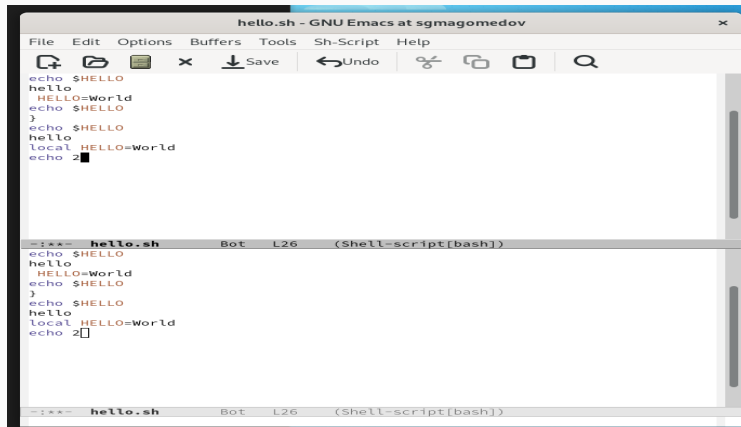 hello.sh - GNU Emacs at sgmagomedov ×
File Edit Options Buffers Tools Sh-Script Help
Save Undo
echo $HELLO
hello
 HELLO=World
echo $HELLO
}
echo $HELLO
hello
local HELLO=World
echo 2
-:**- hello.sh Bot L26 (Shell-script[bash])
echo $HELLO
hello
 HELLO=World
echo $HELLO
}
echo $HELLO
hello
local HELLO=World
echo 2
-:**- hello.sh Bot L26 (Shell-script[bash])